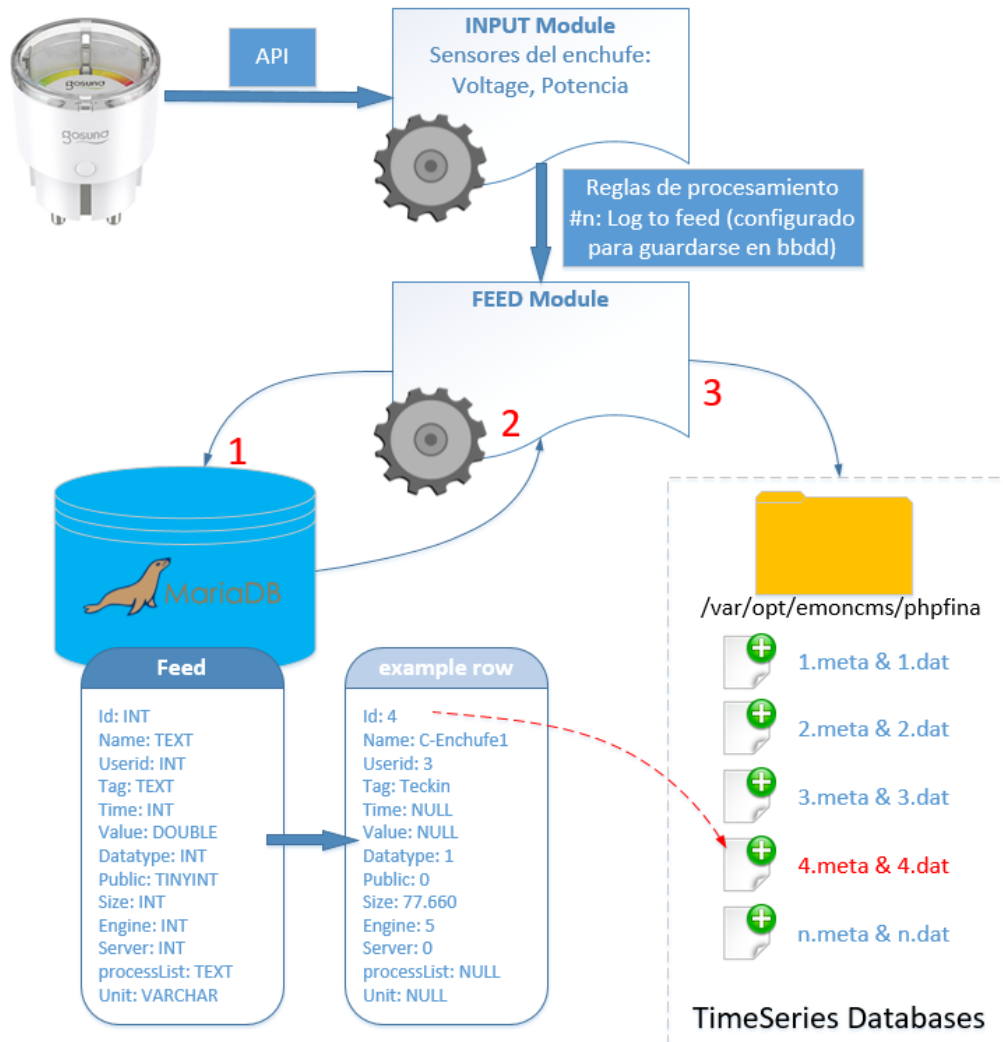 gosund
gosund
API
INPUT Module
Sensores del enchufe:
Voltage, Potencia
Reglas de procesamiento
#n: Log to feed (configurado
para guardarse en bbdd)
FEED Module
1
2
3
MariaDB
/var/opt/emoncms/phpfina
1.meta & 1.dat
2.meta & 2.dat
3.meta & 3.dat
4.meta & 4.dat
n.meta & n.dat
TimeSeries Databases
Feed
Id: INT
Name: TEXT
Userid: INT
Tag: TEXT
Time: INT
Value: DOUBLE
Datatype: INT
Public: TINYINT
Size: INT
Engine: INT
Server: INT
processList: TEXT
Unit: VARCHAR
example row
Id: 4
Name: C-Enchufe1
Userid: 3
Tag: Teckin
Time: NULL
Value: NULL
Datatype: 1
Public: 0
Size: 77.660
Engine: 5
Server: 0
processList: NULL
Unit: NULL